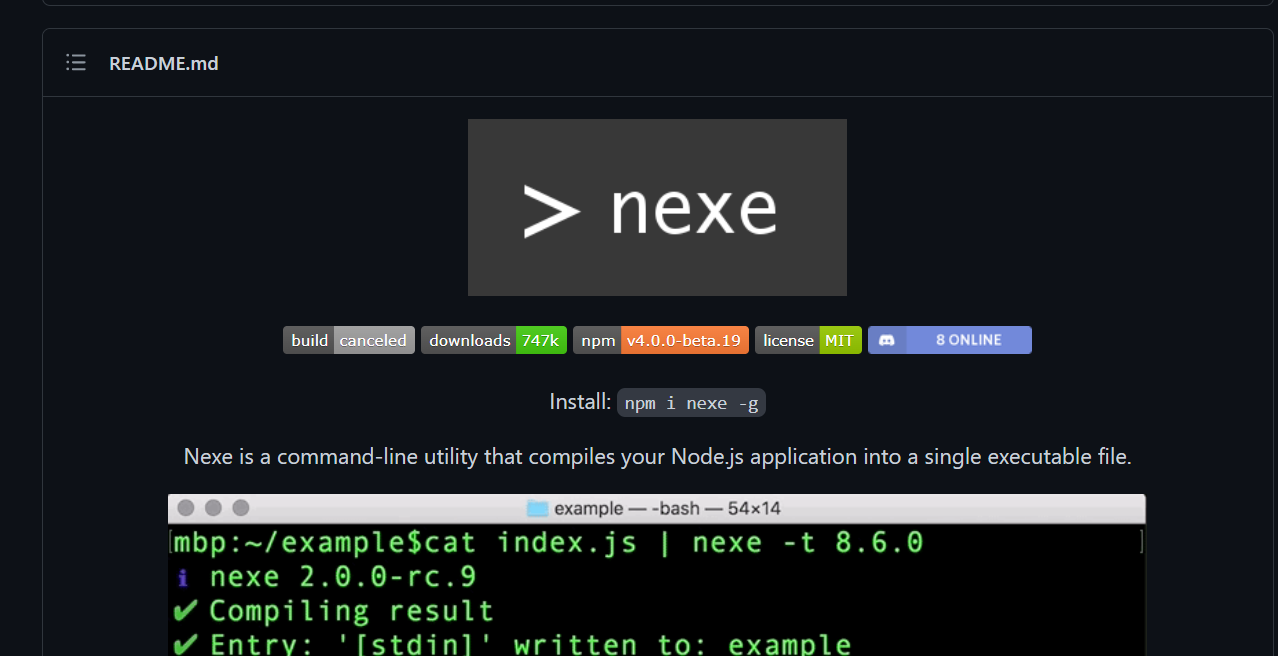 README.md
> nexe
build canceled downloads 747k npm v4.0.0-beta.19 license MIT 8 ONLINE
Install: npm i nexe -g
Nexe is a command-line utility that compiles your Node.js application into a single executable file.
example — -bash — 54×14
[mbp:~/example$cat index.js | nexe -t 8.6.0 ]
i nexe 2.0.0-rc.9
✔ Compiling result
✔ Entry: '[stdin]' written to: example